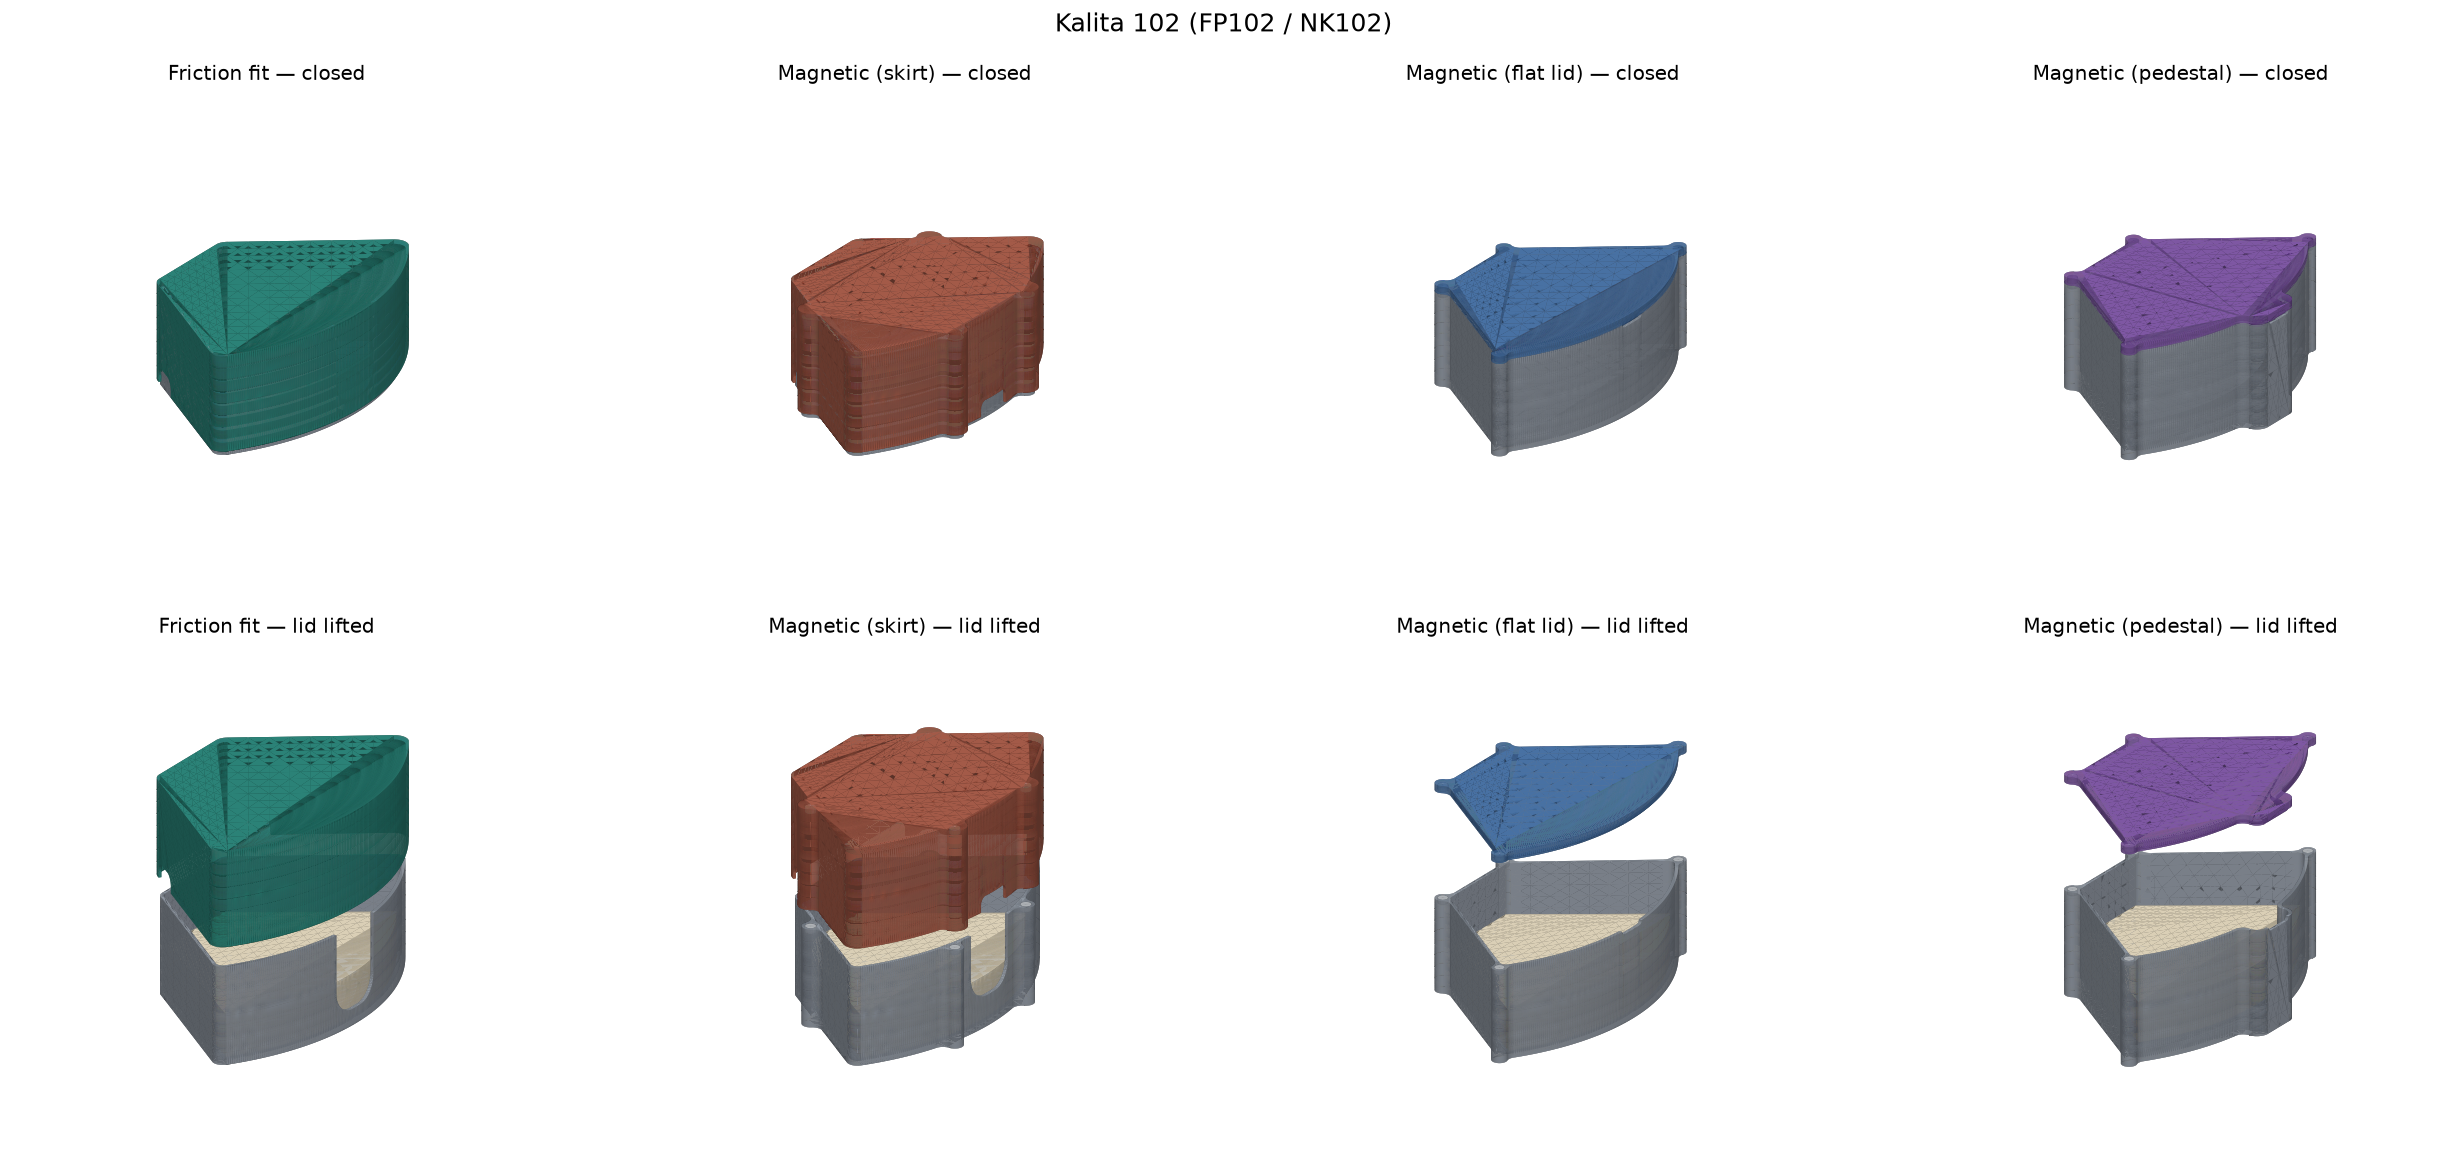 Kalita 102 (FP102 / NK102)
Friction fit — closed
Magnetic (skirt) — closed
Magnetic (flat lid) — closed
Magnetic (pedestal) — closed
Friction fit — lid lifted
Magnetic (skirt) — lid lifted
Magnetic (flat lid) — lid lifted
Magnetic (pedestal) — lid lifted